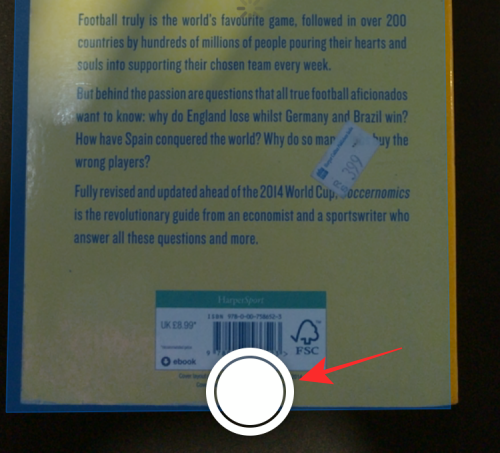 Football truly is the world's favourite game, followed in over 200
countries by hundreds of millions of people pouring their hearts and
souls into supporting their chosen team every week.
But behind the passion are questions that all true football aficionados
want to know: why do England lose whilst Germany and Brazil win?
How have Spain conquered the world? Why do so buy the
wrong players?
399
Fully revised and updated ahead of the 2014 World Cup,
is the revolutionary guide from an economist and a sportswriter who
answer all these questions and more.
HarperSport
UK £8.99*
ebook
FSC